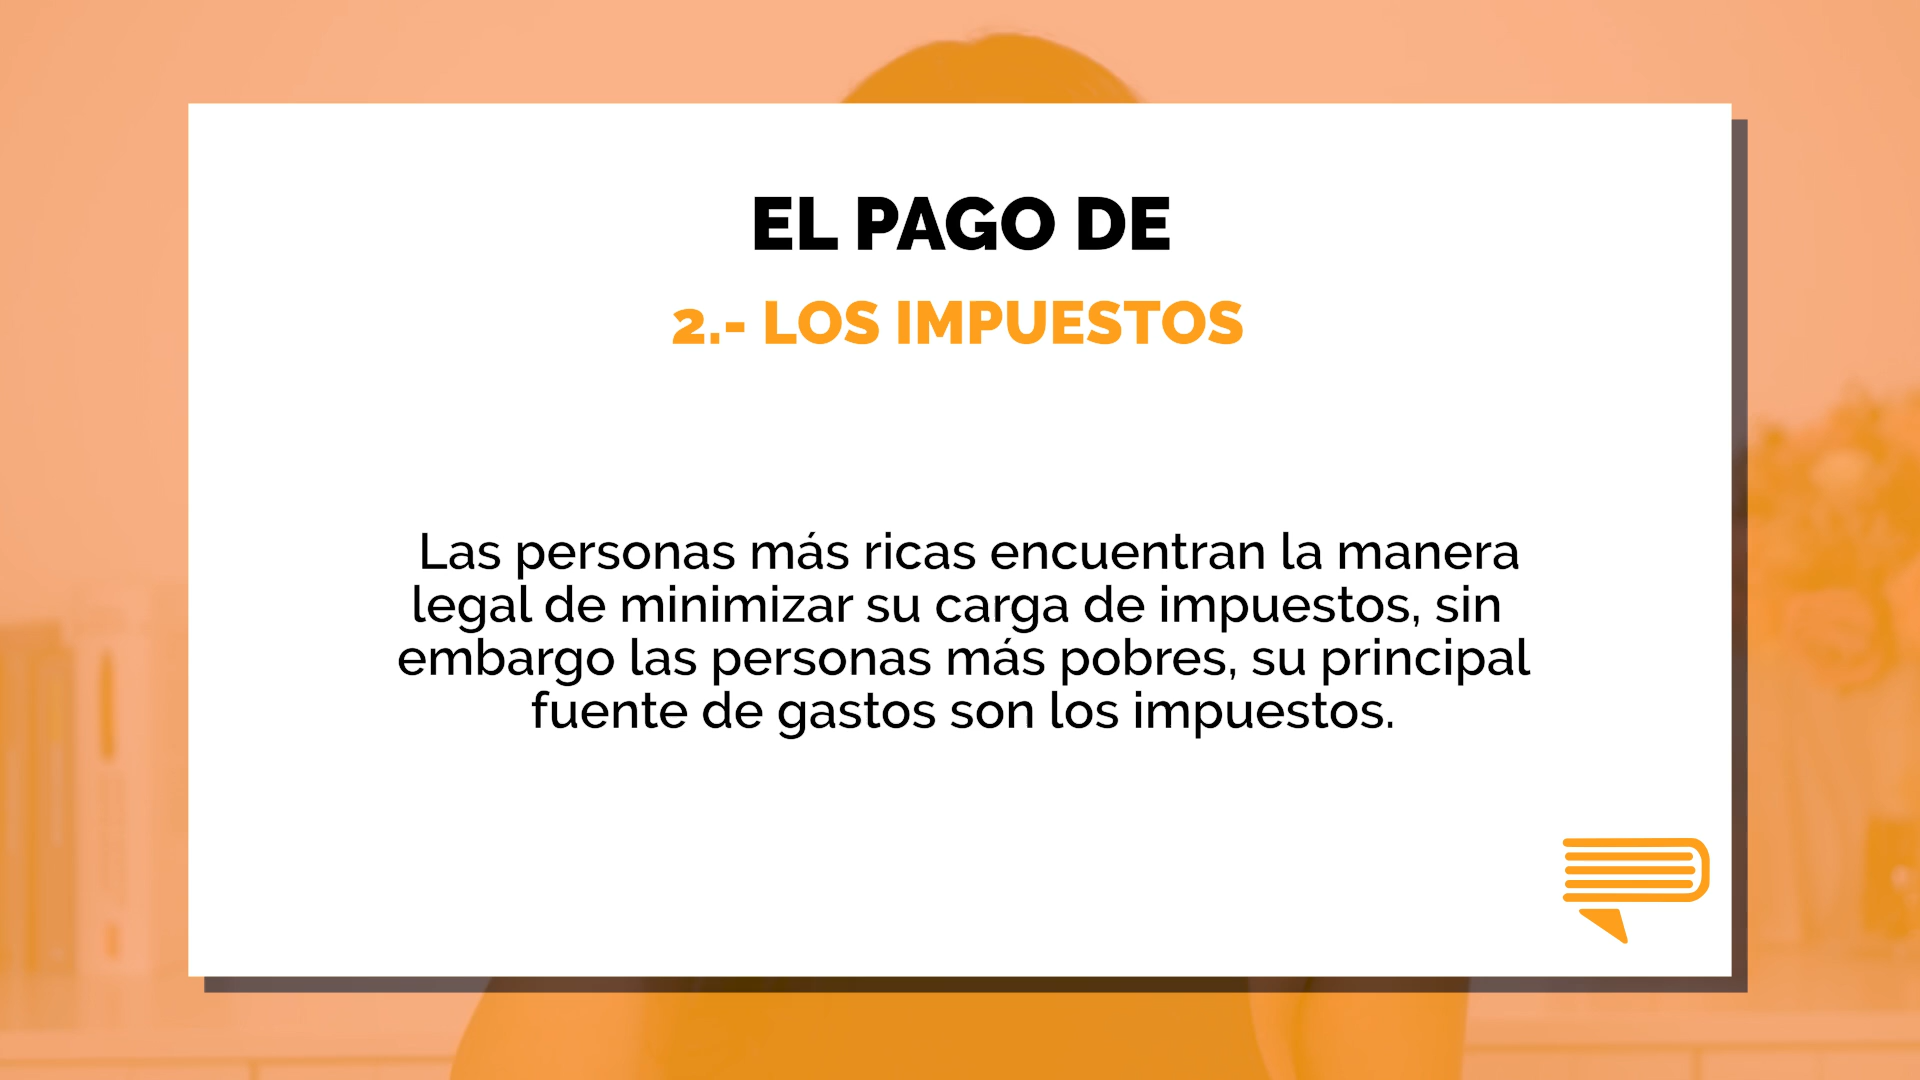 EL PAGO DE
2.- LOS IMPUESTOS
Las personas más ricas encuentran la manera
legal de minimizar su carga de impuestos, sin
embargo las personas más pobres, su principal
fuente de gastos son los impuestos.